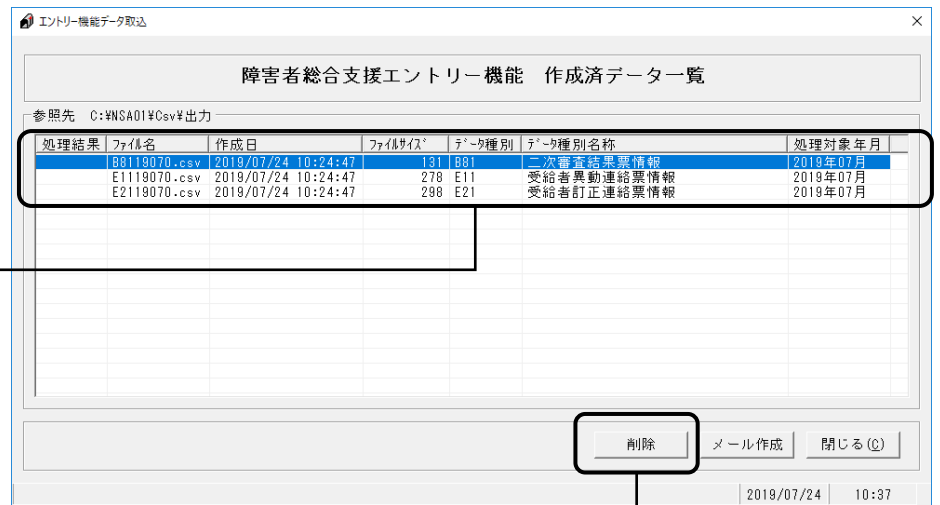 エントリー機能データ取込
障害者総合支援エントリー機能　作成済データ一覧
参照先　C:¥NSA01¥Csv¥出力
処理結果 ファイル名 作成日 ファイルサイズ データ種別 データ種別名称 処理対象年月
B8119070.csv 2019/07/24 10:24:47 131 B81 二次審査結果票情報 2019年07月
E1119070.csv 2019/07/24 10:24:47 278 E11 受給者異動連絡票情報 2019年07月
E2119070.csv 2019/07/24 10:24:47 298 E21 受給者訂正連絡票情報 2019年07月
削除 メール作成 閉じる(C)
2019/07/24 10:37